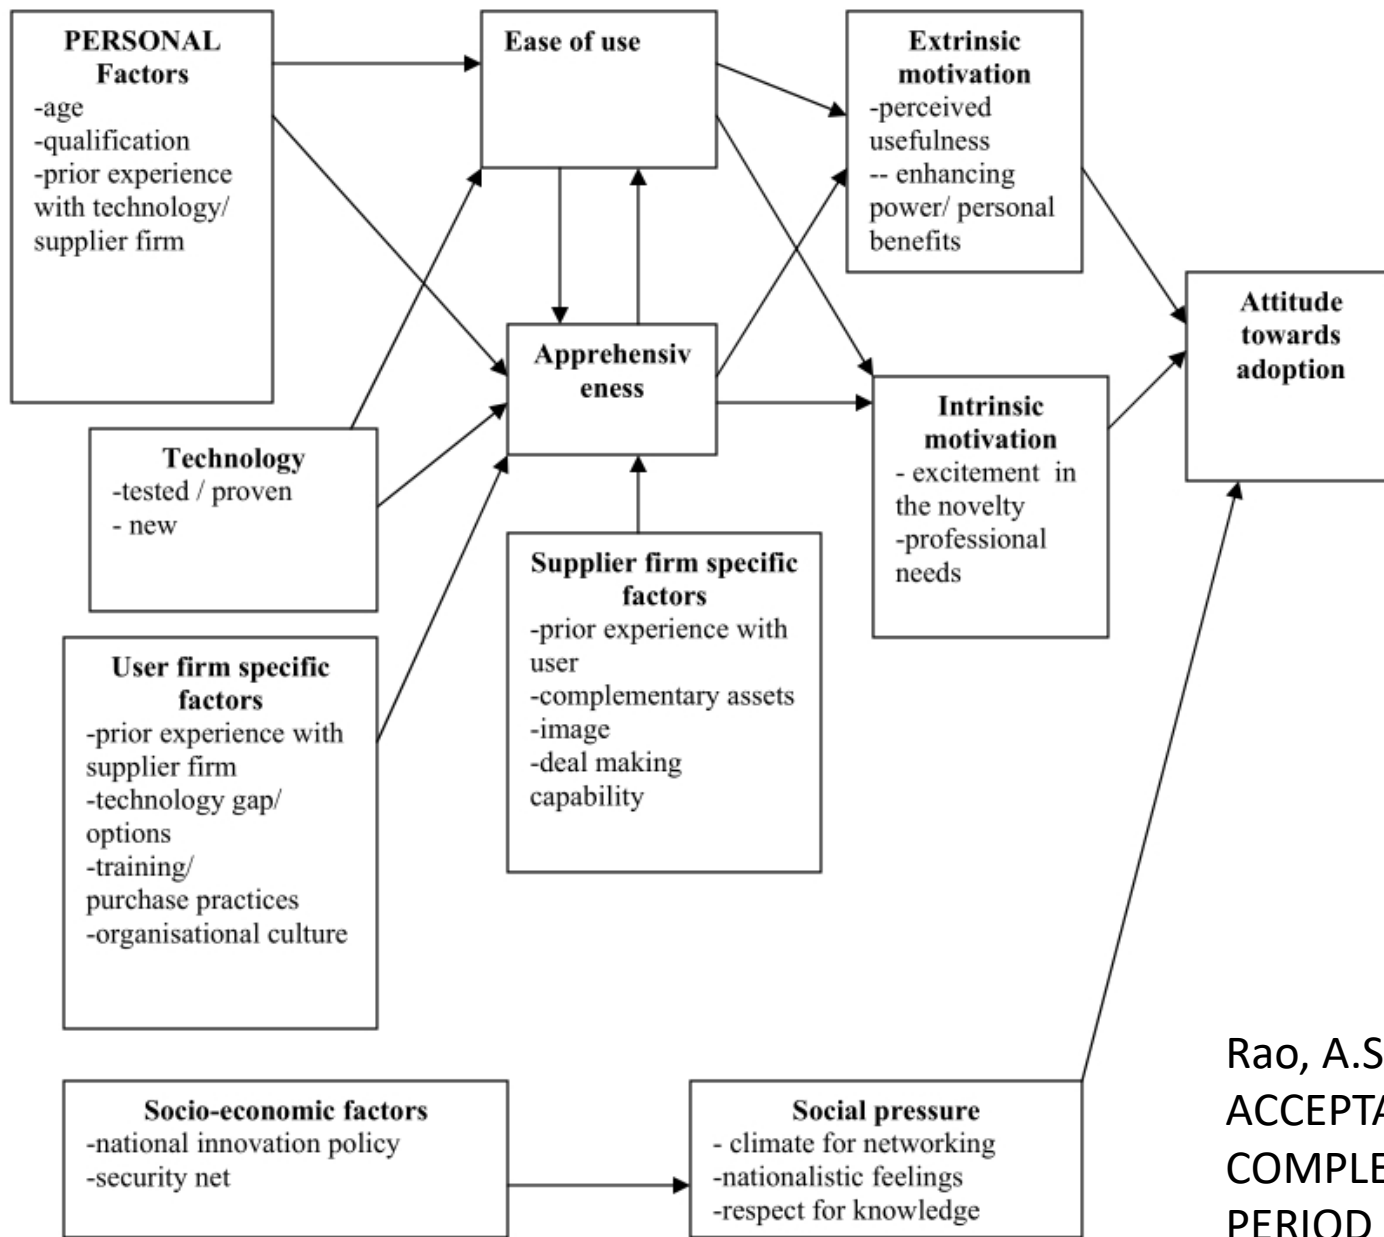 PERSONAL
Factors
-age
-qualification
-prior experience
with technology/
supplier firm
Ease of use
Extrinsic
motivation
-perceived
usefulness
-- enhancing
power/ personal
benefits
Apprehensiv
eness
Attitude
towards
adoption
Intrinsic
motivation
- excitement in
the novelty
-professional
needs
Technology
-tested / proven
- new
Supplier firm specific
factors
-prior experience with
user
-complementary assets
-image
-deal making
capability
User firm specific
factors
-prior experience with
supplier firm
-technology gap/
options
-training/
purchase practices
-organisational culture
Socio-economic factors
-national innovation policy
-security net
Social pressure
- climate for networking
-nationalistic feelings
-respect for knowledge
Rao, A.S
ACCEPTA
COMPLE
PERIOD